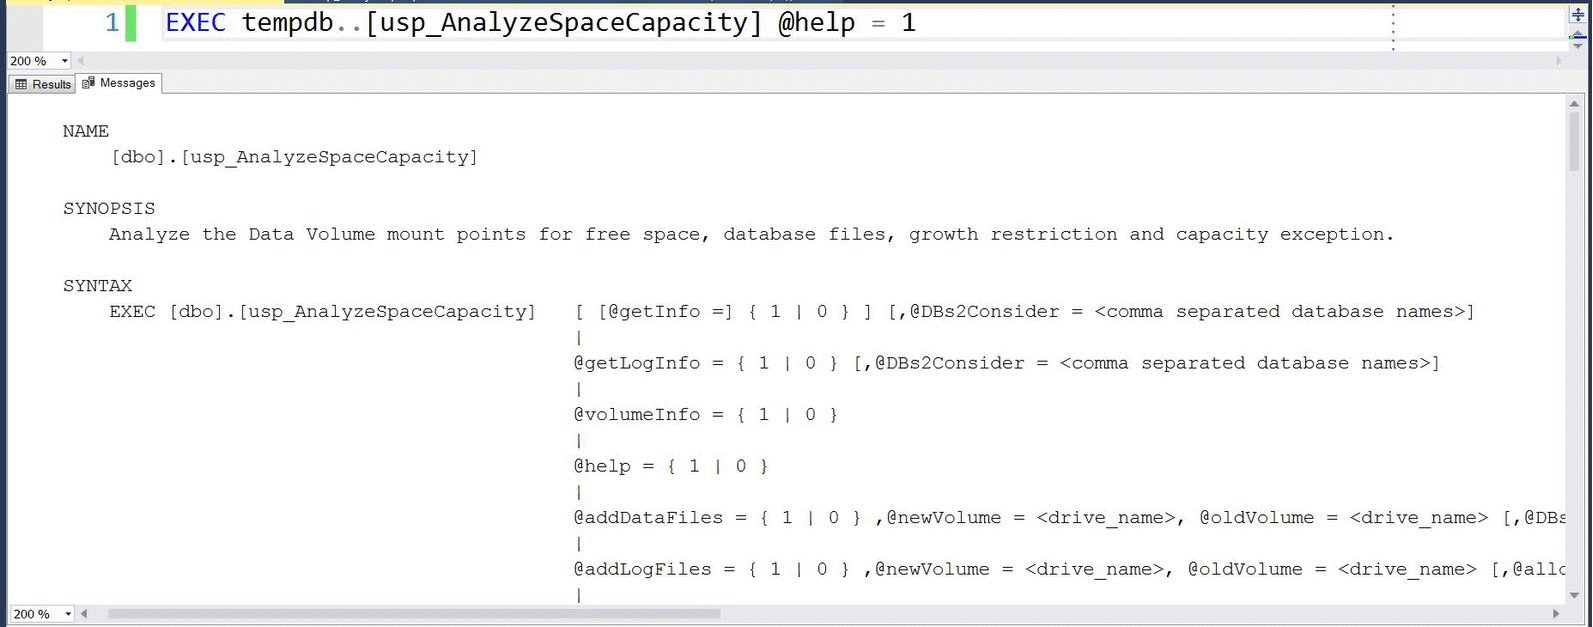 1 EXEC tempdb..[usp_AnalyzeSpaceCapacity] @help = 1
200 %
Results Messages
NAME
[dbo].[usp_AnalyzeSpaceCapacity]
SYNOPSIS
Analyze the Data Volume mount points for free space, database files, growth restriction and capacity exception.
SYNTAX
EXEC [dbo].[usp_AnalyzeSpaceCapacity] [ [@getInfo =] { 1 | 0 } ] [,@DBs2Consider = <comma separated database names>]
|
@getLogInfo = { 1 | 0 } [,@DBs2Consider = <comma separated database names>]
|
@volumeInfo = { 1 | 0 }
|
@help = { 1 | 0 }
|
@addDataFiles = { 1 | 0 } ,@newVolume = <drive_name>, @oldVolume = <drive_name> [,@DBs
|
@addLogFiles = { 1 | 0 } ,@newVolume = <drive_name>, @oldVolume = <drive_name> [,@allo
|
200 %